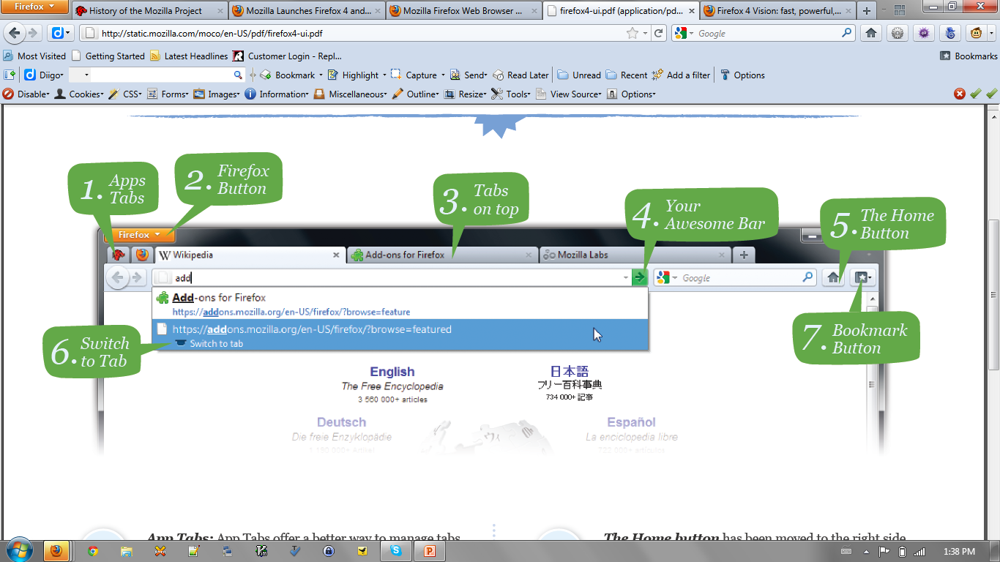 Firefox
History of the Mozilla Project
Mozilla Launches Firefox 4 and...
Mozilla Firefox Web Browser ...
firefox4-ui.pdf (application/pd...
Firefox 4 Vision: fast, powerful,...
http://static.mozilla.com/moco/en-US/pdf/firefox4-ui.pdf
Google
Most Visited
Getting Started
Latest Headlines
Customer Login - Repl...
Bookmarks
Diigo
Bookmark
Highlight
Capture
Send
Read Later
Unread
Recent
Add a filter
Options
Disable
Cookies
CSS
Forms
Images
Information
Miscellaneous
Outline
Resize
Tools
View Source
Options
1. Apps
Tabs
2. Firefox
Button
3. Tabs
on top
4. Your
Awesome Bar
5. The Home
Button
Firefox
Wikipedia
Add-ons for Firefox
Mozilla Labs
add
Google
Add-ons for Firefox
https://addons.mozilla.org/en-US/firefox/?browse=feature
https://addons.mozilla.org/en-US/firefox/?browse=featured
Switch to tab
6. Switch
to Tab
7. Bookmark
Button
English
The Free Encyclopedia
3 560 000+ articles
日本語
フリー百科事典
734 000+ 記事
Deutsch
Die freie Enzyklopädie
Español
La enciclopedia libre
App Tabs: App Tabs offer a better way to manage tabs
The Home button has been moved to the right side
1:38 PM